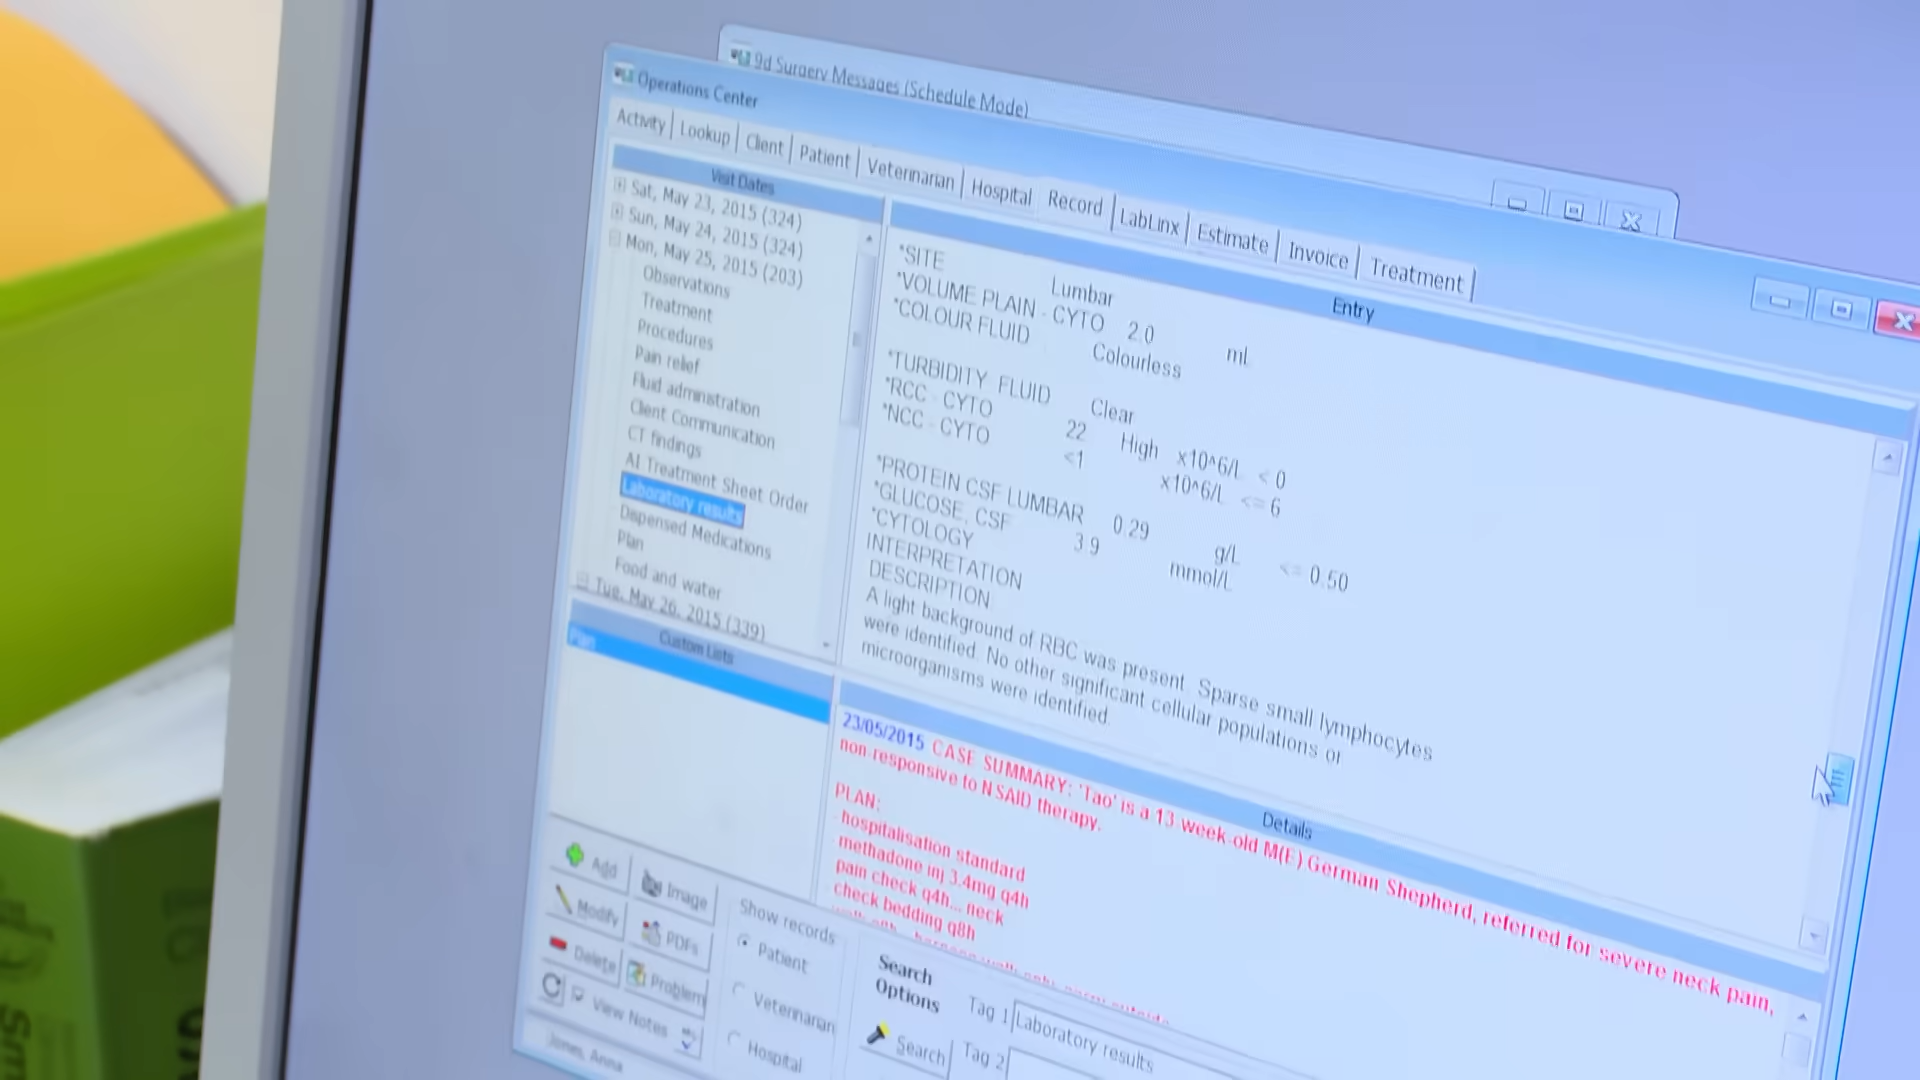 9d Surgery Messages (Schedule Mode)
Operations Center
Activity Lookup Client Patient Veterinarian Hospital Record LabLinx Estimate Invoice Treatment
Visit Dates
Sat, May 23, 2015 (324)
Sun, May 24, 2015 (324)
Mon, May 25, 2015 (203)
Observations
Treatment
Procedures
Pain relief
Fluid administration
Client Communication
CT findings
AI Treatment Sheet Order
Laboratory results
Dispensed Medications
Plan
Food and water
Tue, May 26, 2015 (339)
Custom Lists
Plan
Entry
*SITE Lumbar
*VOLUME PLAIN - CYTO 2.0 mL
*COLOUR FLUID Colourless
*TURBIDITY FLUID Clear
*RCC - CYTO 22 High x10^6/L < 0
*NCC - CYTO <1 x10^6/L <= 6
*PROTEIN CSF LUMBAR 0.29 g/L <= 0.50
*GLUCOSE, CSF 3.9 mmol/L
*CYTOLOGY
INTERPRETATION
DESCRIPTION
A light background of RBC was present. Sparse small lymphocytes
were identified. No other significant cellular populations or
microorganisms were identified.
Details
23/05/2015 CASE SUMMARY: 'Tao' is a 13-week-old M(E) German Shepherd, referred for severe neck pain,
non-responsive to NSAID therapy.
PLAN:
- hospitalisation standard
- methadone inj 3.4mg q4h
- pain check q4h... neck
- check bedding q8h
Add Image
Modify PDFs
Delete Problem
View Notes
Show records
Patient
Veterinarian
Hospital
Search
Options
Search
Tag 1 Laboratory results
Tag 2
Jones, Anna